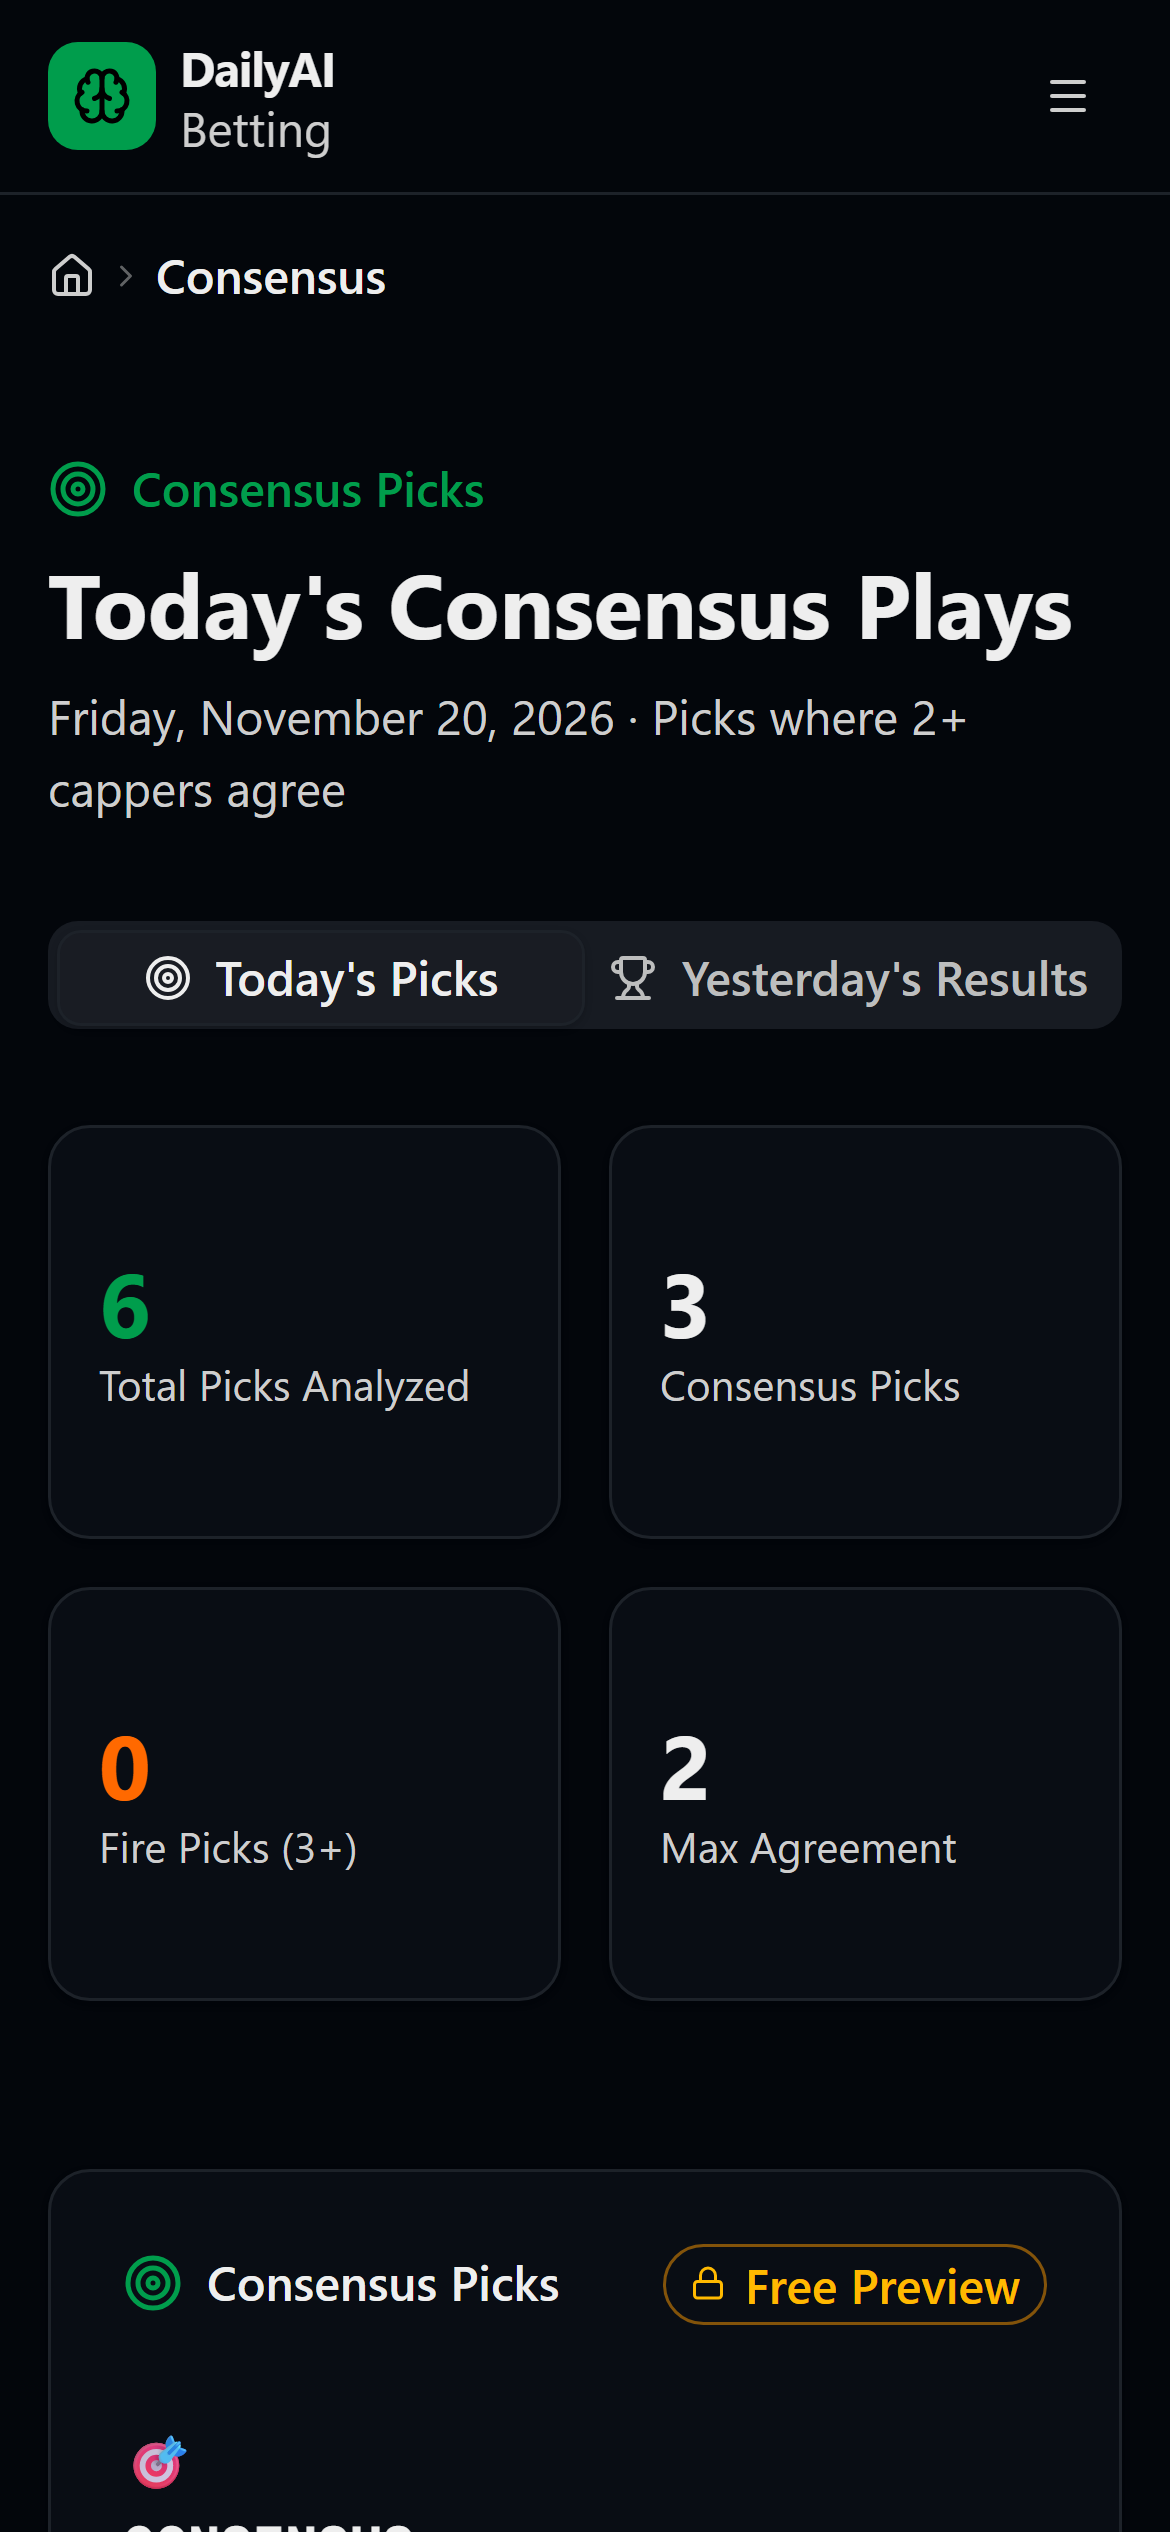 DailyAI
Betting
Consensus
Consensus Picks
Today's Consensus Plays
Friday, November 20, 2026 · Picks where 2+
cappers agree
Today's Picks
Yesterday's Results
6
Total Picks Analyzed
3
Consensus Picks
0
Fire Picks (3+)
2
Max Agreement
Consensus Picks
Free Preview